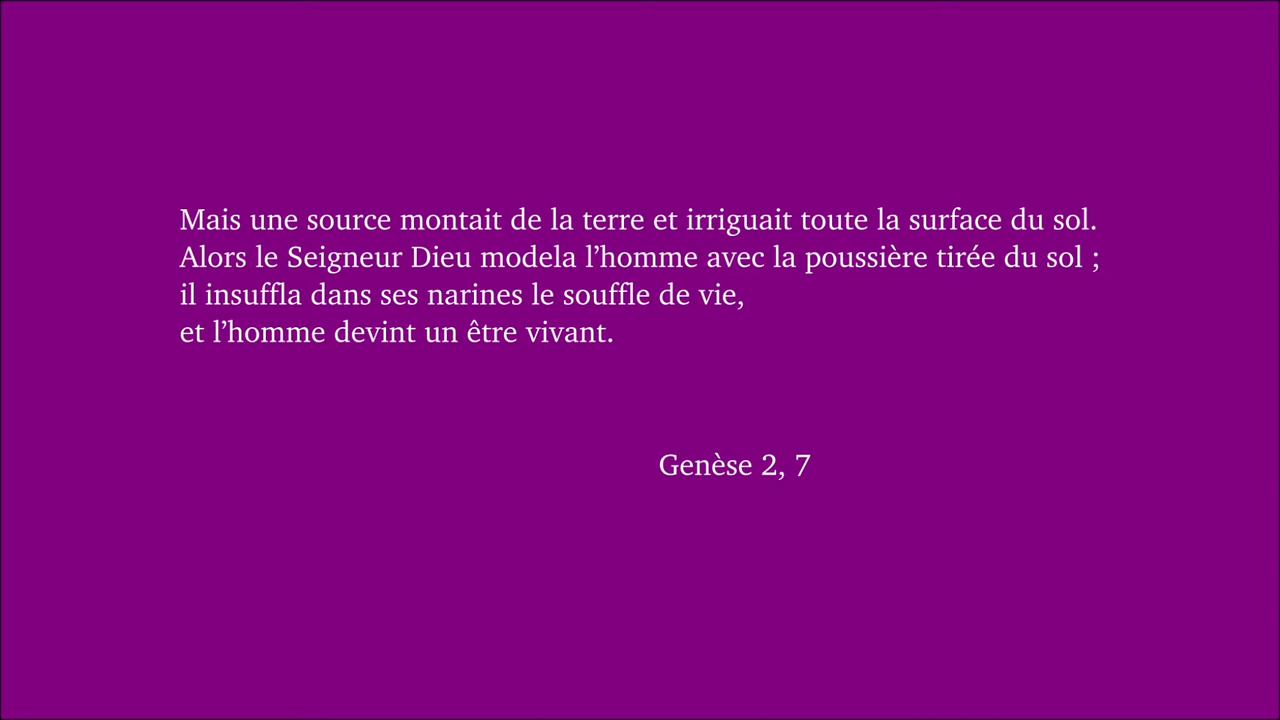 Mais une source montait de la terre et irriguait toute la surface du sol.
Alors le Seigneur Dieu modela l’homme avec la poussière tirée du sol ;
il insuffla dans ses narines le souffle de vie,
et l’homme devint un être vivant.
Genèse 2, 7